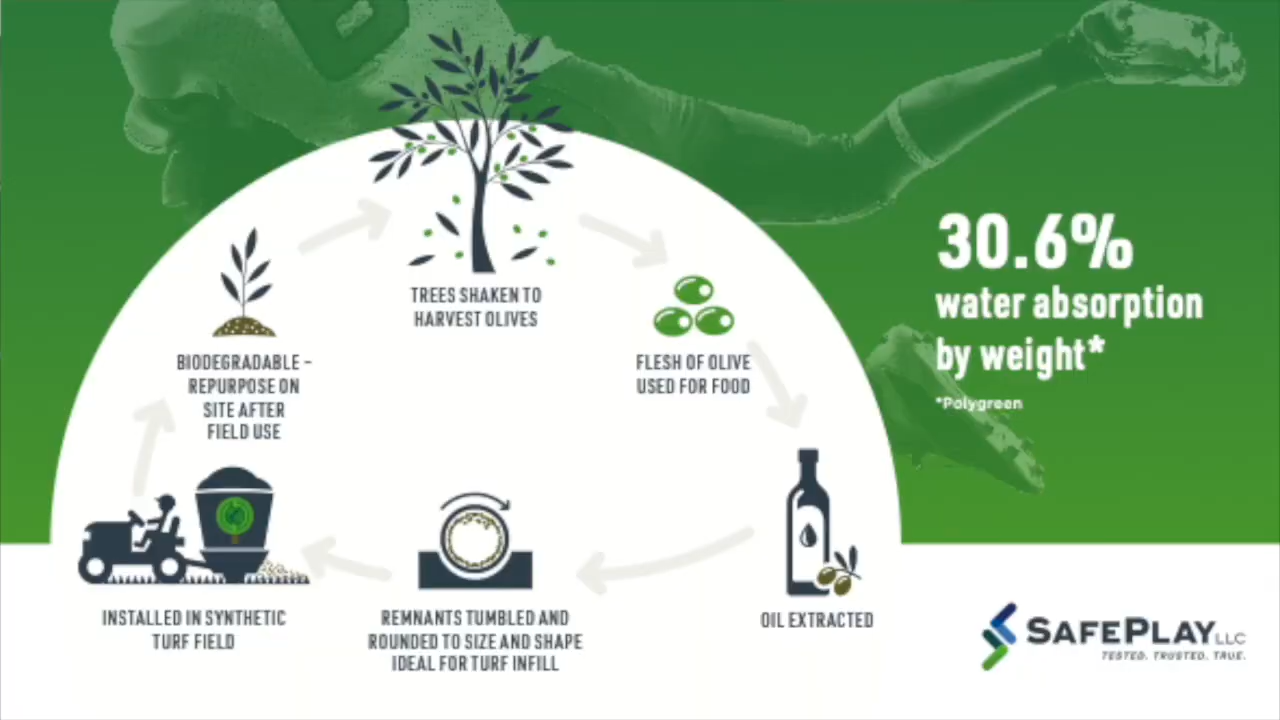 TREES SHAKEN TO
HARVEST OLIVES
FLESH OF OLIVE
USED FOR FOOD
OIL EXTRACTED
REMNANTS TUMBLED AND
ROUNDED TO SIZE AND SHAPE
IDEAL FOR TURF INFILL
INSTALLED IN SYNTHETIC
TURF FIELD
BIODEGRADABLE –
REPURPOSE ON
SITE AFTER
FIELD USE
30.6%
water absorption
by weight*
*Polygreen
SAFEPLAY LLC
TESTED. TRUSTED. TRUE.